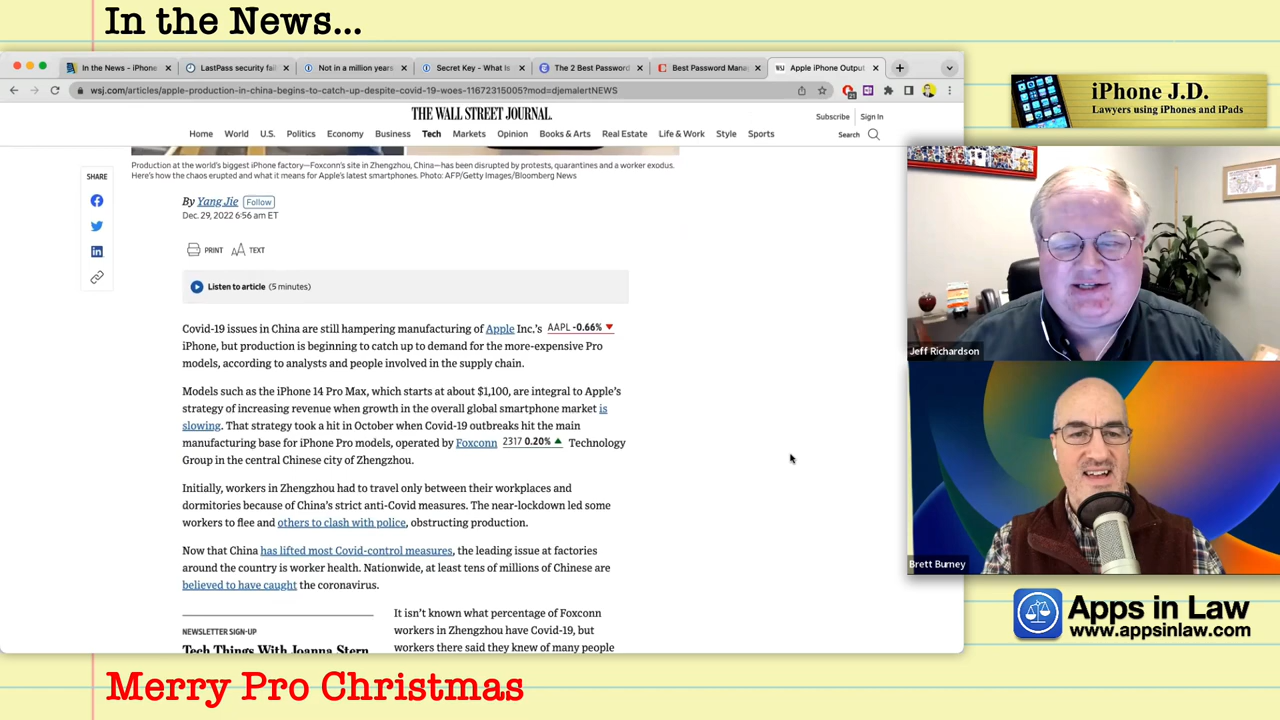 In the News...
In the News - iPhone
LastPass security fai
Not in a million years
Secret Key - What Is
The 2 Best Password
Best Password Mana
WSJ Apple iPhone Output
wsj.com/articles/apple-production-in-china-begins-to-catch-up-despite-covid-19-woes-11672315005?mod=djemalertNEWS
21
THE WALL STREET JOURNAL.
Subscribe Sign In
Home World U.S. Politics Economy Business Tech Markets Opinion Books & Arts Real Estate Life & Work Style Sports
Search
Production at the world's biggest iPhone factory—Foxconn's site in Zhengzhou, China—has been disrupted by protests, quarantines and a worker exodus.
Here's how the chaos erupted and what it means for Apple's latest smartphones. Photo: AFP/Getty Images/Bloomberg News
SHARE
By Yang Jie Follow
Dec. 29, 2022 6:56 am ET
PRINT AA TEXT
Listen to article (5 minutes)
Covid-19 issues in China are still hampering manufacturing of Apple Inc.'s AAPL -0.66%
iPhone, but production is beginning to catch up to demand for the more-expensive Pro
models, according to analysts and people involved in the supply chain.
Models such as the iPhone 14 Pro Max, which starts at about $1,100, are integral to Apple's
strategy of increasing revenue when growth in the overall global smartphone market is
slowing. That strategy took a hit in October when Covid-19 outbreaks hit the main
manufacturing base for iPhone Pro models, operated by Foxconn 2317 0.20% Technology
Group in the central Chinese city of Zhengzhou.
Initially, workers in Zhengzhou had to travel only between their workplaces and
dormitories because of China's strict anti-Covid measures. The near-lockdown led some
workers to flee and others to clash with police, obstructing production.
Now that China has lifted most Covid-control measures, the leading issue at factories
around the country is worker health. Nationwide, at least tens of millions of Chinese are
believed to have caught the coronavirus.
NEWSLETTER SIGN-UP
Tech Things With Joanna Stern
It isn't known what percentage of Foxconn
workers in Zhengzhou have Covid-19, but
workers there said they knew of many people
iPhone J.D.
Lawyers using iPhones and iPads
Jeff Richardson
Brett Burney
Apps in Law
www.appsinlaw.com
Merry Pro Christmas